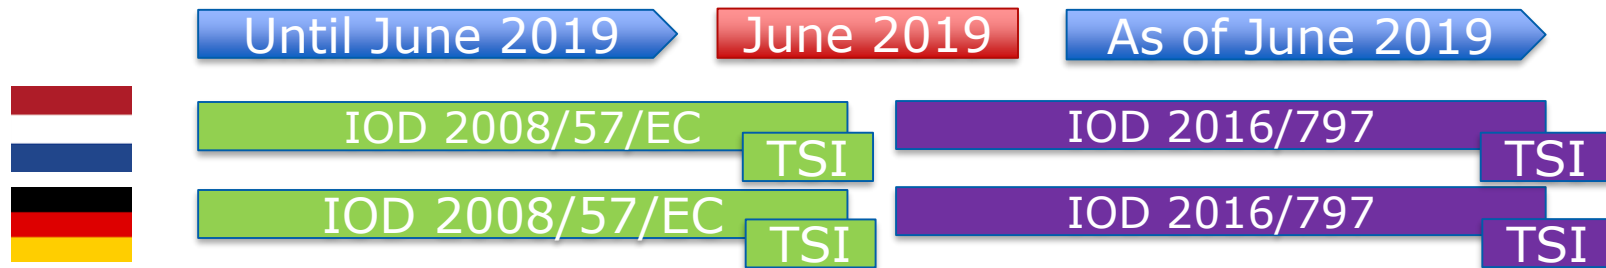 Until June 2019 June 2019 As of June 2019
IOD 2008/57/EC IOD 2016/797
TSI TSI
IOD 2008/57/EC IOD 2016/797
TSI TSI